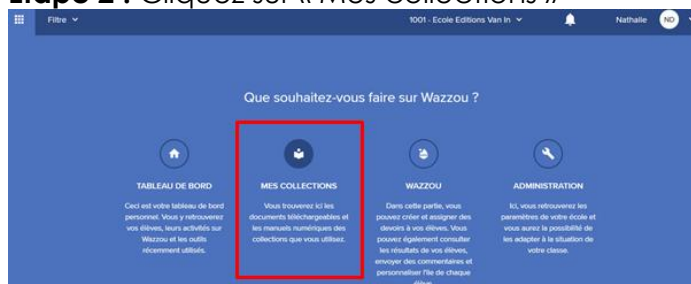 Étape 2 : Cliquez sur « Mes collections »
Filtre
1001 - Ecole Editions Van In
Nathalie
ND
Que souhaitez-vous faire sur Wazzou ?
TABLEAU DE BORD
Ceci est votre tableau de bord
personnel. Vous y retrouverez
vos élèves, leurs activités sur
Wazzou et les outils
récemment utilisés.
MES COLLECTIONS
Vous trouverez ici les
documents téléchargeables et
les manuels numériques des
collections que vous utilisez.
WAZZOU
Dans cette partie, vous
pouvez créer et assigner des
devoirs à vos élèves. Vous
pouvez également consulter
les résultats de vos élèves,
envoyer des commentaires et
personnaliser l'île de chaque
élève.
ADMINISTRATION
Ici, vous retrouverez les
paramètres de votre école et
vous aurez la possibilité de
les adapter à la situation de
votre classe.